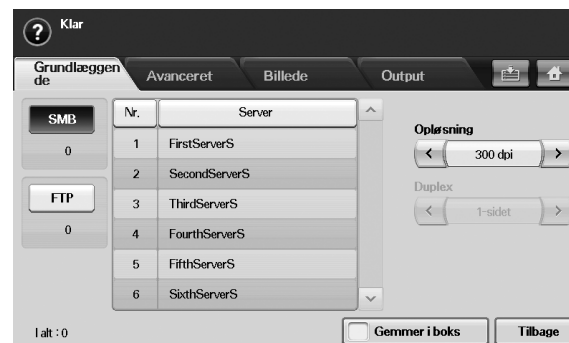 Klar
Grundlæggen
de
Avanceret
Billede
Output
SMB
0
FTP
0
Nr. Server
1 FirstServerS
2 SecondServerS
3 ThirdServerS
4 FourthServerS
5 FifthServerS
6 SixthServerS
Opløsning
300 dpi
Duplex
1-sidet
I alt : 0
Gemmer i boks
Tilbage